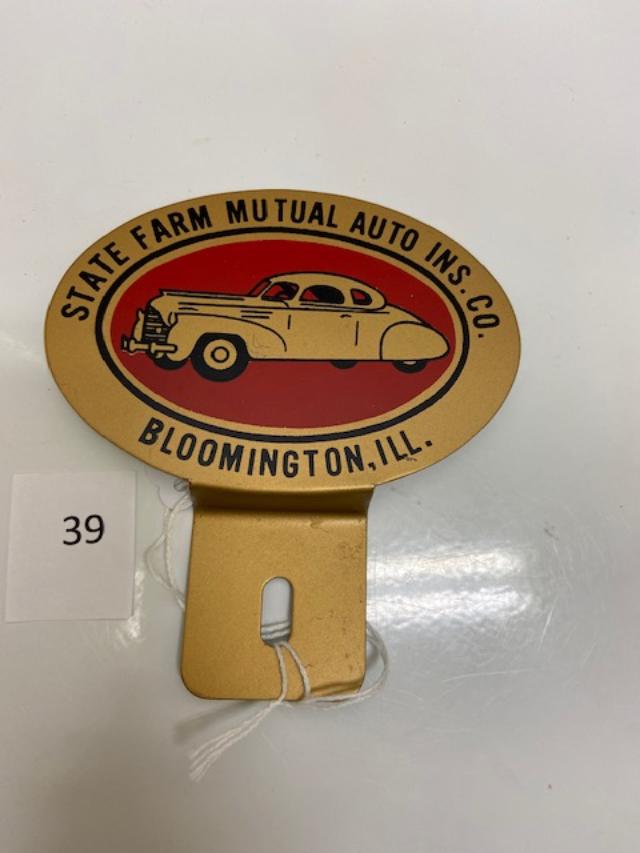 STATE FARM MUTUAL AUTO INS. CO.
BLOOMINGTON, ILL.
39